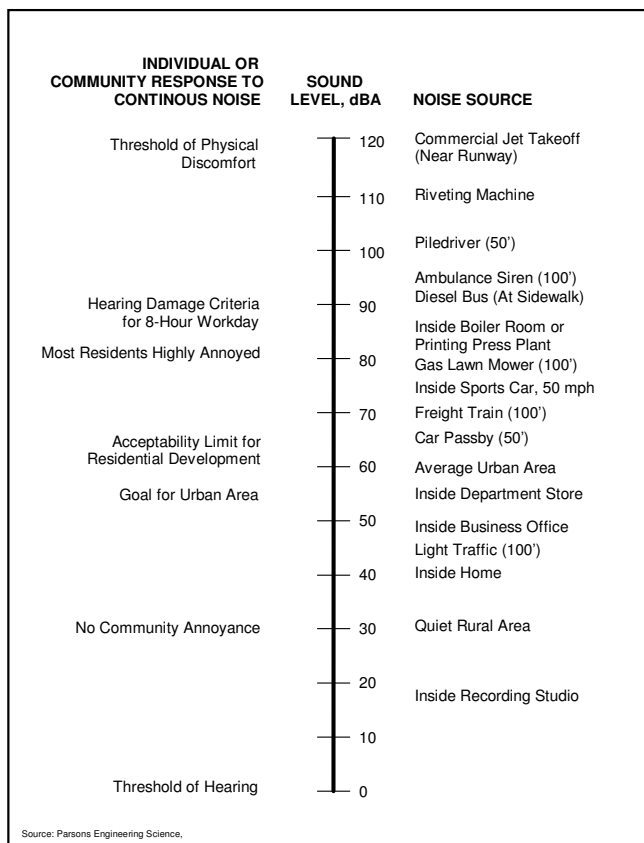 INDIVIDUAL OR
COMMUNITY RESPONSE TO
CONTINOUS NOISE
SOUND
LEVEL, dBA
NOISE SOURCE
Threshold of Physical
Discomfort
120
Commercial Jet Takeoff
(Near Runway)
110
Riveting Machine
100
Piledriver (50')
Ambulance Siren (100')
Hearing Damage Criteria
for 8-Hour Workday
90
Diesel Bus (At Sidewalk)
Inside Boiler Room or
Printing Press Plant
Most Residents Highly Annoyed
80
Gas Lawn Mower (100')
Inside Sports Car, 50 mph
70
Freight Train (100')
Car Passby (50')
Acceptability Limit for
Residential Development
60
Average Urban Area
Goal for Urban Area
Inside Department Store
50
Inside Business Office
Light Traffic (100')
40
Inside Home
No Community Annoyance
30
Quiet Rural Area
20
Inside Recording Studio
10
Threshold of Hearing
0
Source: Parsons Engineering Science,